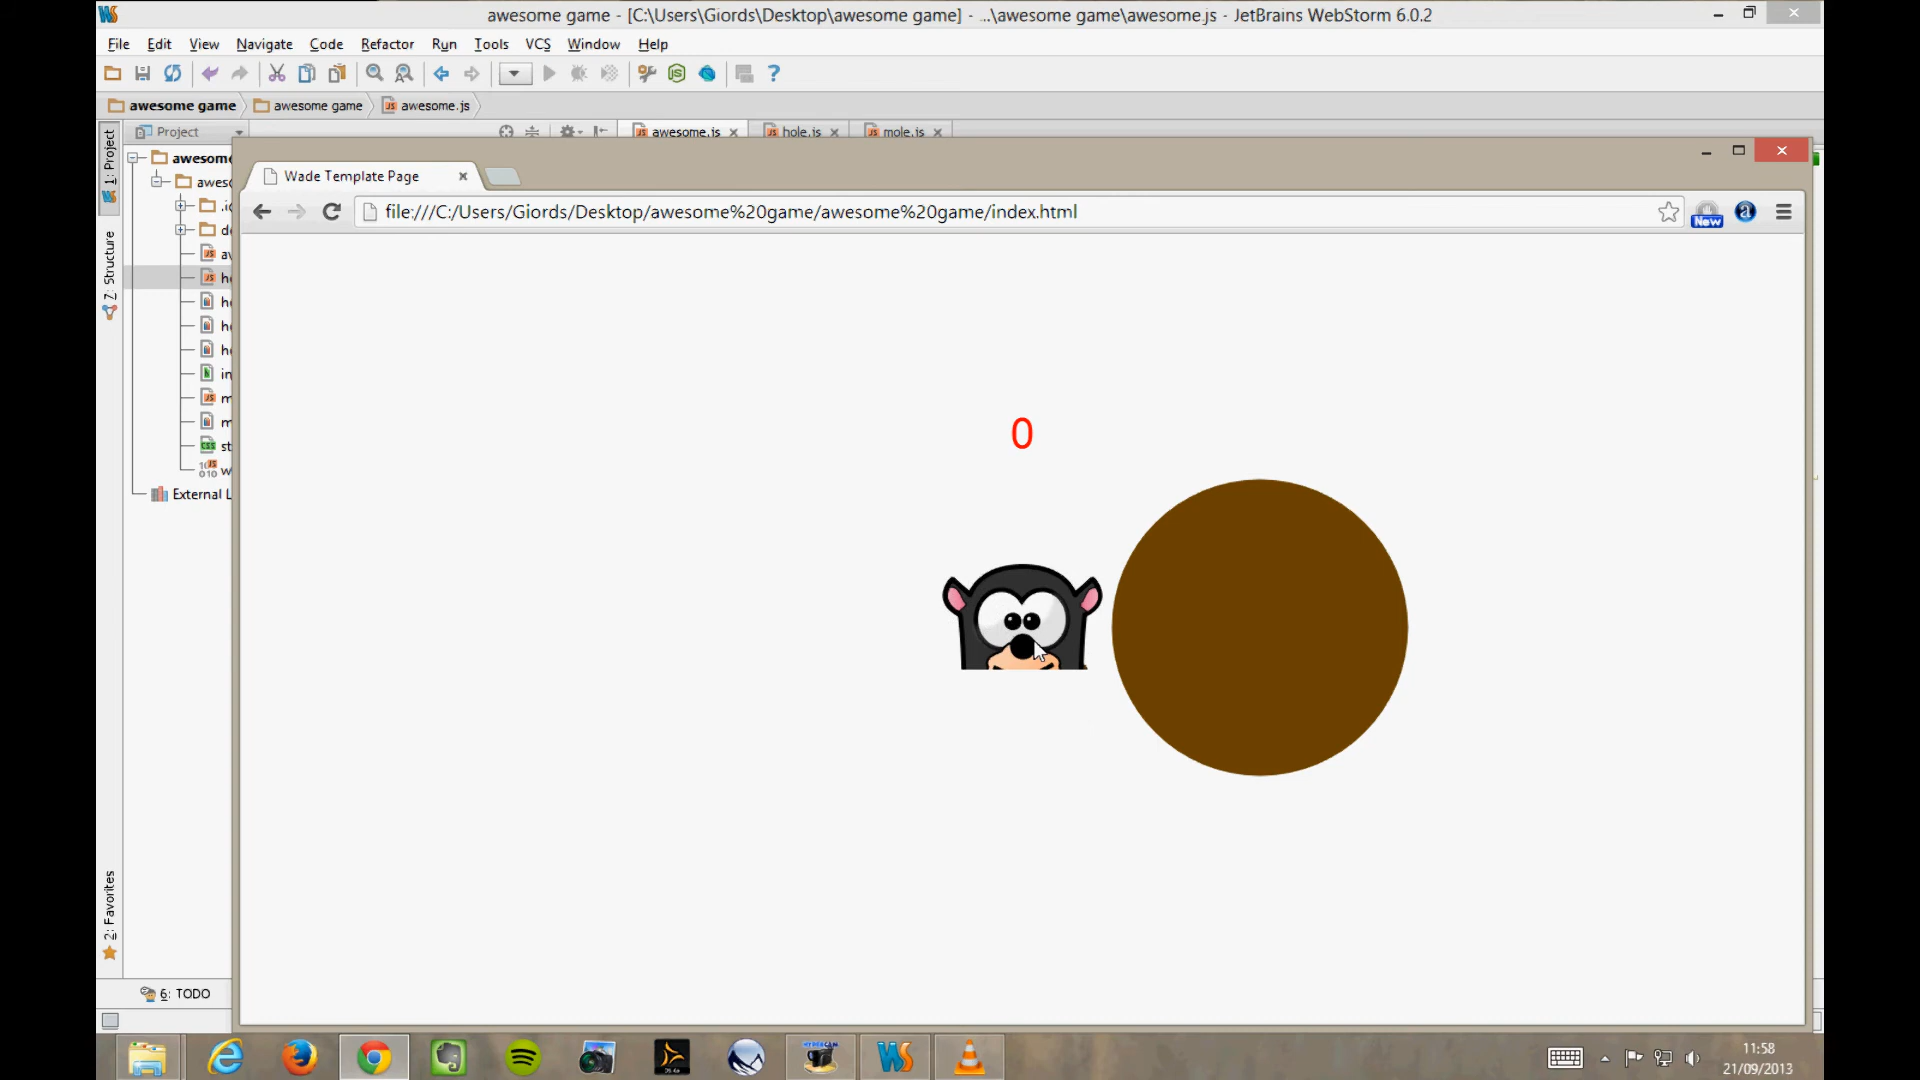 awesome game - [C:\Users\Giords\Desktop\awesome game] - ...\awesome game\awesome.js - JetBrains WebStorm 6.0.2
File Edit View Navigate Code Refactor Run Tools VCS Window Help
awesome game awesome game awesome.js
Project awesome.js hole.js mole.js
1: Project
Z: Structure
2: Favorites
awesome
awes
External L
6: TODO
Wade Template Page
file:///C:/Users/Giords/Desktop/awesome%20game/awesome%20game/index.html
New
0
11:58
21/09/2013